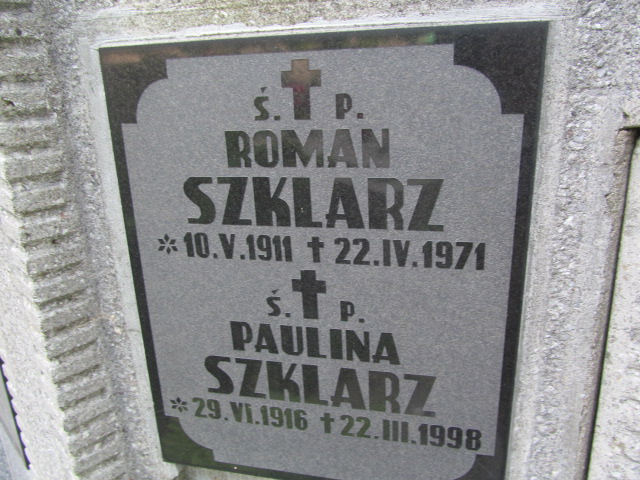 ś. † p.
ROMAN
SZKLARZ
* 10.V.1911 † 22.IV.1971
ś. † p.
PAULINA
SZKLARZ
* 29.VI.1916 † 22.III.1998